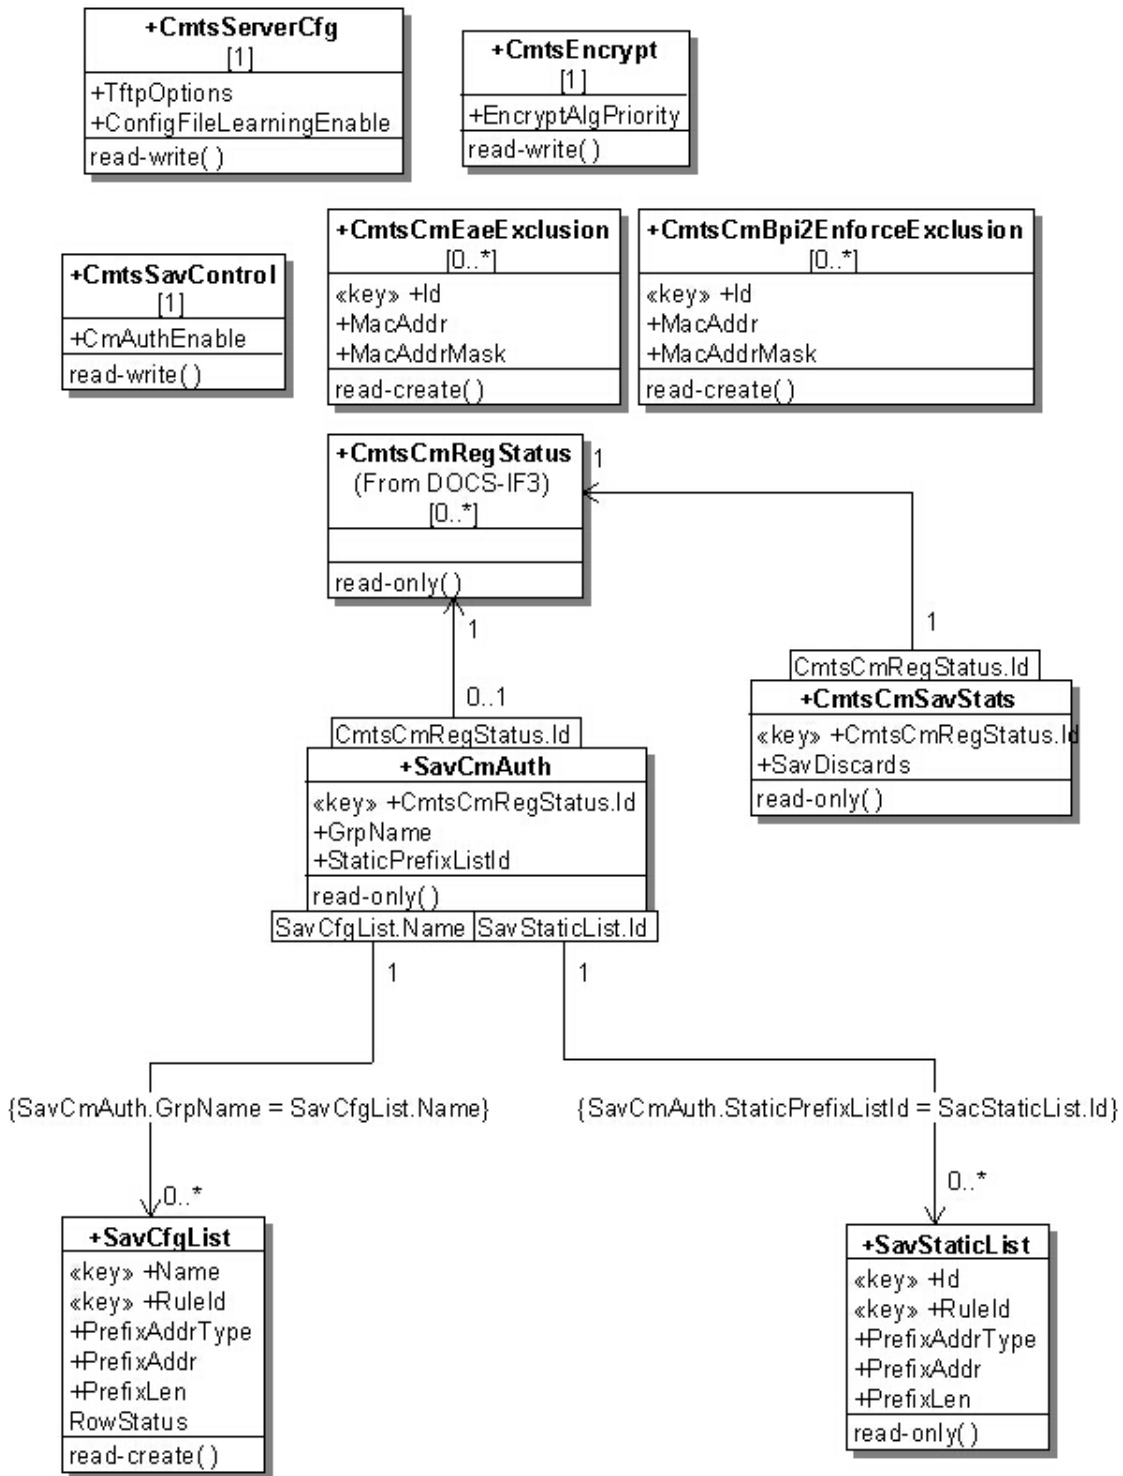 +CmtsServerCfg
[1]
+TftpOptions
+ConfigFileLearningEnable
read-write( )
+CmtsEncrypt
[1]
+EncryptAlgPriority
read-write( )
+CmtsSavControl
[1]
+CmAuthEnable
read-write( )
+CmtsCmEaeExclusion
[0..*]
«key» +Id
+MacAddr
+MacAddrMask
read-create( )
+CmtsCmBpi2EnforceExclusion
[0..*]
«key» +Id
+MacAddr
+MacAddrMask
read-create( )
+CmtsCmRegStatus
(From DOCS-IF3)
[0..*]
read-only( )
1
1
0..1
1
CmtsCmRegStatus.Id
+CmtsCmSavStats
«key» +CmtsCmRegStatus.Id
+SavDiscards
read-only( )
CmtsCmRegStatus.Id
+SavCmAuth
«key» +CmtsCmRegStatus.Id
+GrpName
+StaticPrefixListId
read-only( )
SavCfgList.Name
SavStaticList.Id
1
1
{SavCmAuth.GrpName = SavCfgList.Name}
{SavCmAuth.StaticPrefixListId = SacStaticList.Id}
0..*
0..*
+SavCfgList
«key» +Name
«key» +RuleId
+PrefixAddrType
+PrefixAddr
+PrefixLen
RowStatus
read-create( )
+SavStaticList
«key» +Id
«key» +RuleId
+PrefixAddrType
+PrefixAddr
+PrefixLen
read-only( )